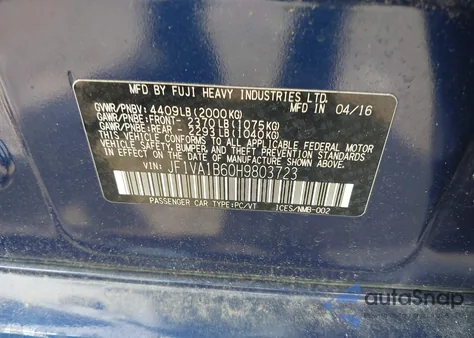 MFD BY FUJI HEAVY INDUSTRIES LTD.
MFD IN 04/16
GVWR/PNBV: 4409LB(2000KG)
GAWR/PNBE:FRONT - 2370LB(1075KG)
GAWR/PNBE:REAR - 2293LB(1040KG)
THIS VEHICLE CONFORMS TO ALL APPLICABLE FEDERAL MOTOR
VEHICLE SAFETY, BUMPER, AND THEFT PREVENTION STANDARDS
IN EFFECT ON THE DATE OF MANUFACTURE SHOWN ABOVE.
VIN: JF1VA1B60H9803723
PASSENGER CAR TYPE:PC/VT ICES/NMB-002
autoSnap